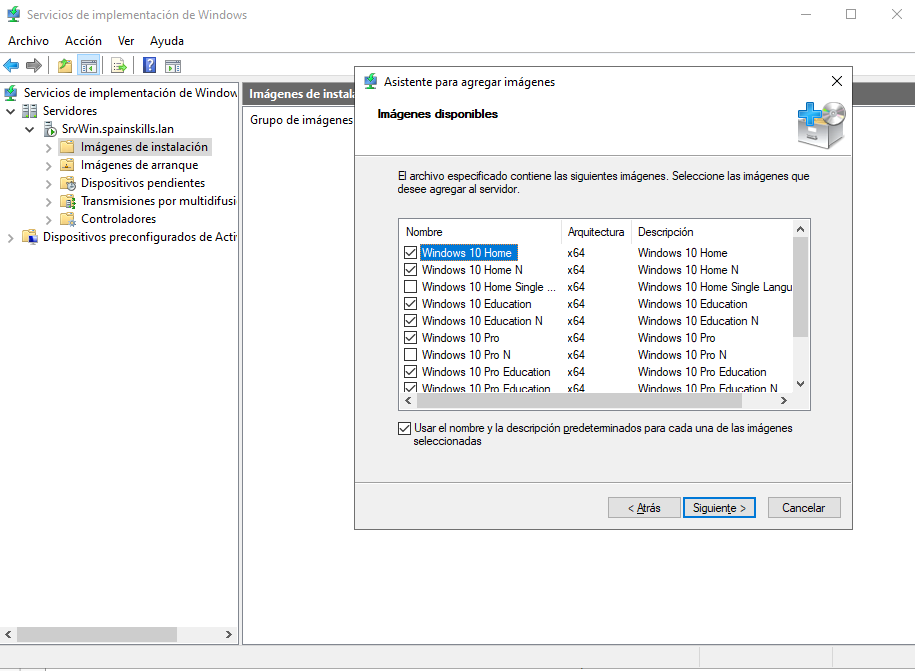 Servicios de implementación de Windows
Archivo Acción Ver Ayuda
Servicios de implementación de Window
Servidores
SrvWin.spainskills.lan
Imágenes de instalación
Imágenes de arranque
Dispositivos pendientes
Transmisiones por multidifusi
Controladores
Dispositivos preconfigurados de Acti
Imágenes de instala
Grupo de imágenes
Asistente para agregar imágenes
Imágenes disponibles
El archivo especificado contiene las siguientes imágenes. Seleccione las imágenes que
desee agregar al servidor.
Nombre Arquitectura Descripción
Windows 10 Home x64 Windows 10 Home
Windows 10 Home N x64 Windows 10 Home N
Windows 10 Home Single ... x64 Windows 10 Home Single Langu
Windows 10 Education x64 Windows 10 Education
Windows 10 Education N x64 Windows 10 Education N
Windows 10 Pro x64 Windows 10 Pro
Windows 10 Pro N x64 Windows 10 Pro N
Windows 10 Pro Education x64 Windows 10 Pro Education
Windows 10 Pro Education x64 Windows 10 Pro Education N
Usar el nombre y la descripción predeterminados para cada una de las imágenes
seleccionadas
< Atrás Siguiente > Cancelar